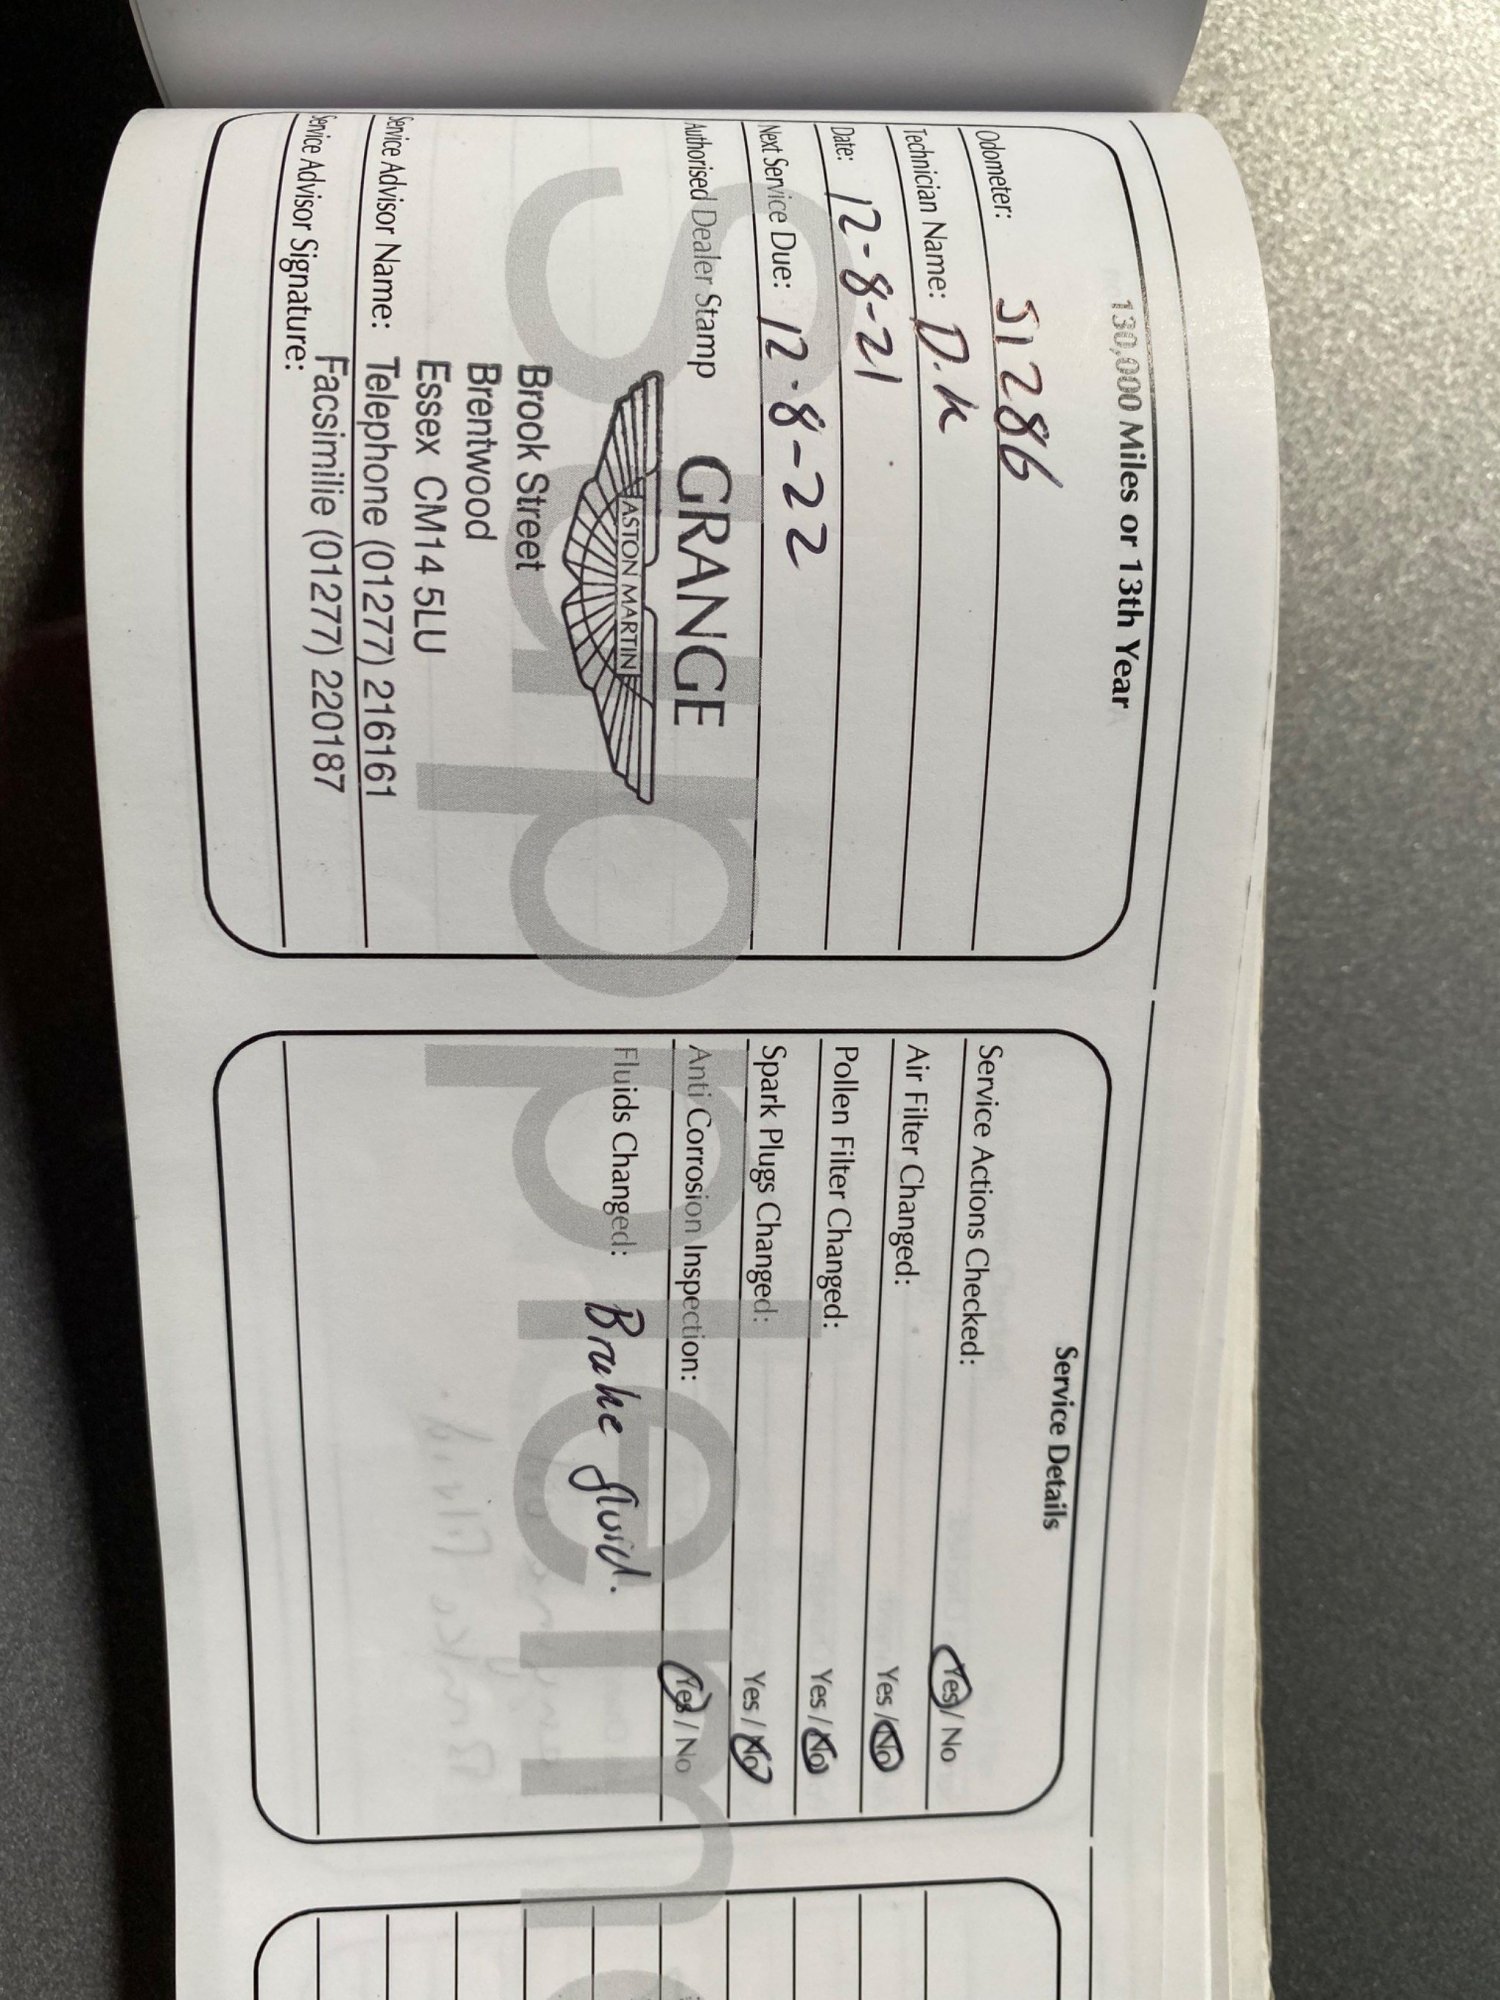 130,000 Miles or 13th Year
Odometer: 51286
Technician Name: D.K
Date: 12-8-21
Next Service Due: 12-8-22
Authorised Dealer Stamp
GRANGE
ASTON MARTIN
Brook Street
Brentwood
Essex CM14 5LU
Service Advisor Name: Telephone (01277) 216161
Service Advisor Signature: Facsimilie (01277) 220187
Service Details
Service Actions Checked: Yes / No
Air Filter Changed: Yes / No
Pollen Filter Changed: Yes / No
Spark Plugs Changed: Yes / No
Anti Corrosion Inspection: Yes / No
Fluids Changed: Brake fluid.
Supplem